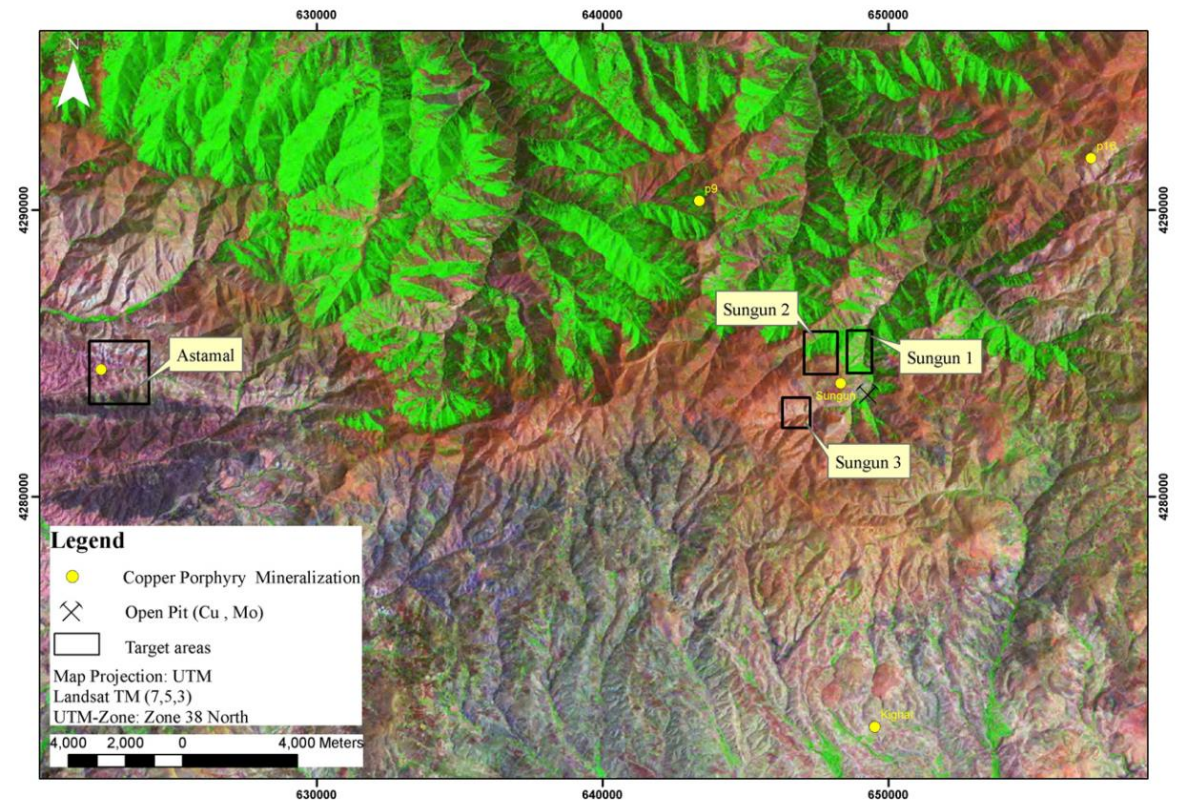 630000
640000
650000
N
4290000
4290000
p16
p9
Sungun 2
Sungun 1
Astamal
Sungun
Sungun 3
4280000
4280000
Legend
Copper Porphyry Mineralization
Open Pit (Cu , Mo)
Target areas
Map Projection: UTM
Landsat TM (7,5,3)
UTM-Zone: Zone 38 North
4,000 2,000 0 4,000 Meters
630000
640000
650000